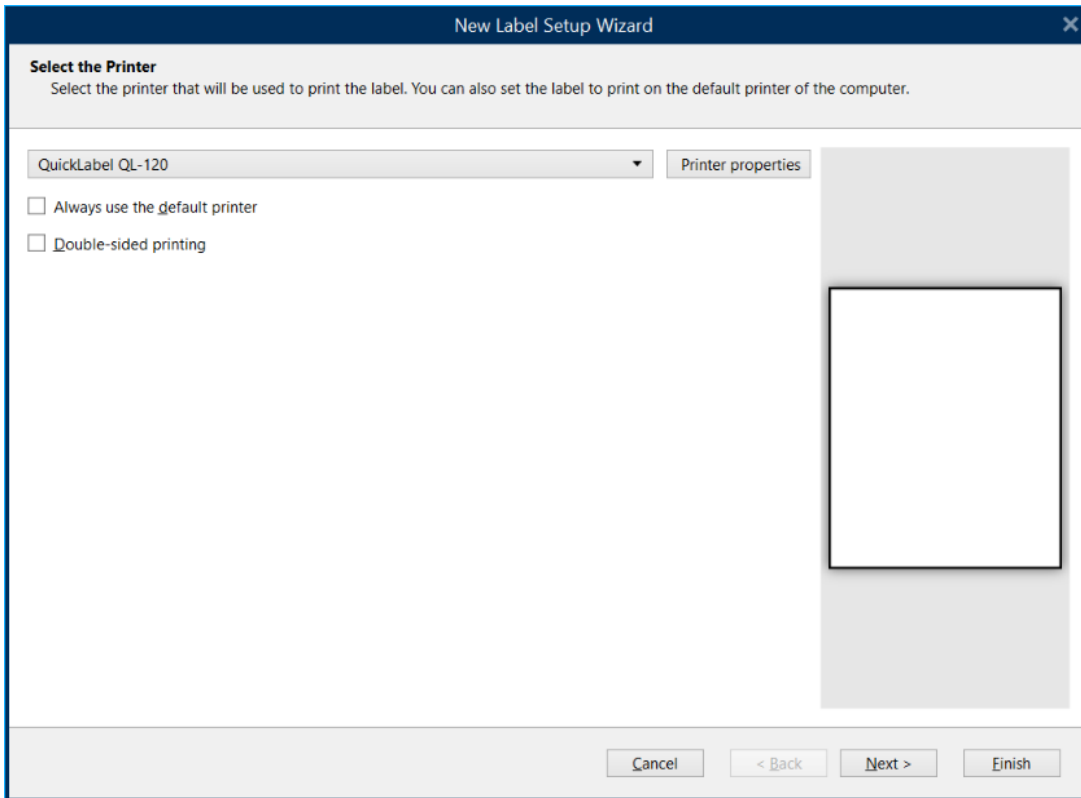 New Label Setup Wizard
Select the Printer
Select the printer that will be used to print the label. You can also set the label to print on the default printer of the computer.
QuickLabel QL-120
Printer properties
Always use the default printer
Double-sided printing
Cancel
< Back
Next >
Finish